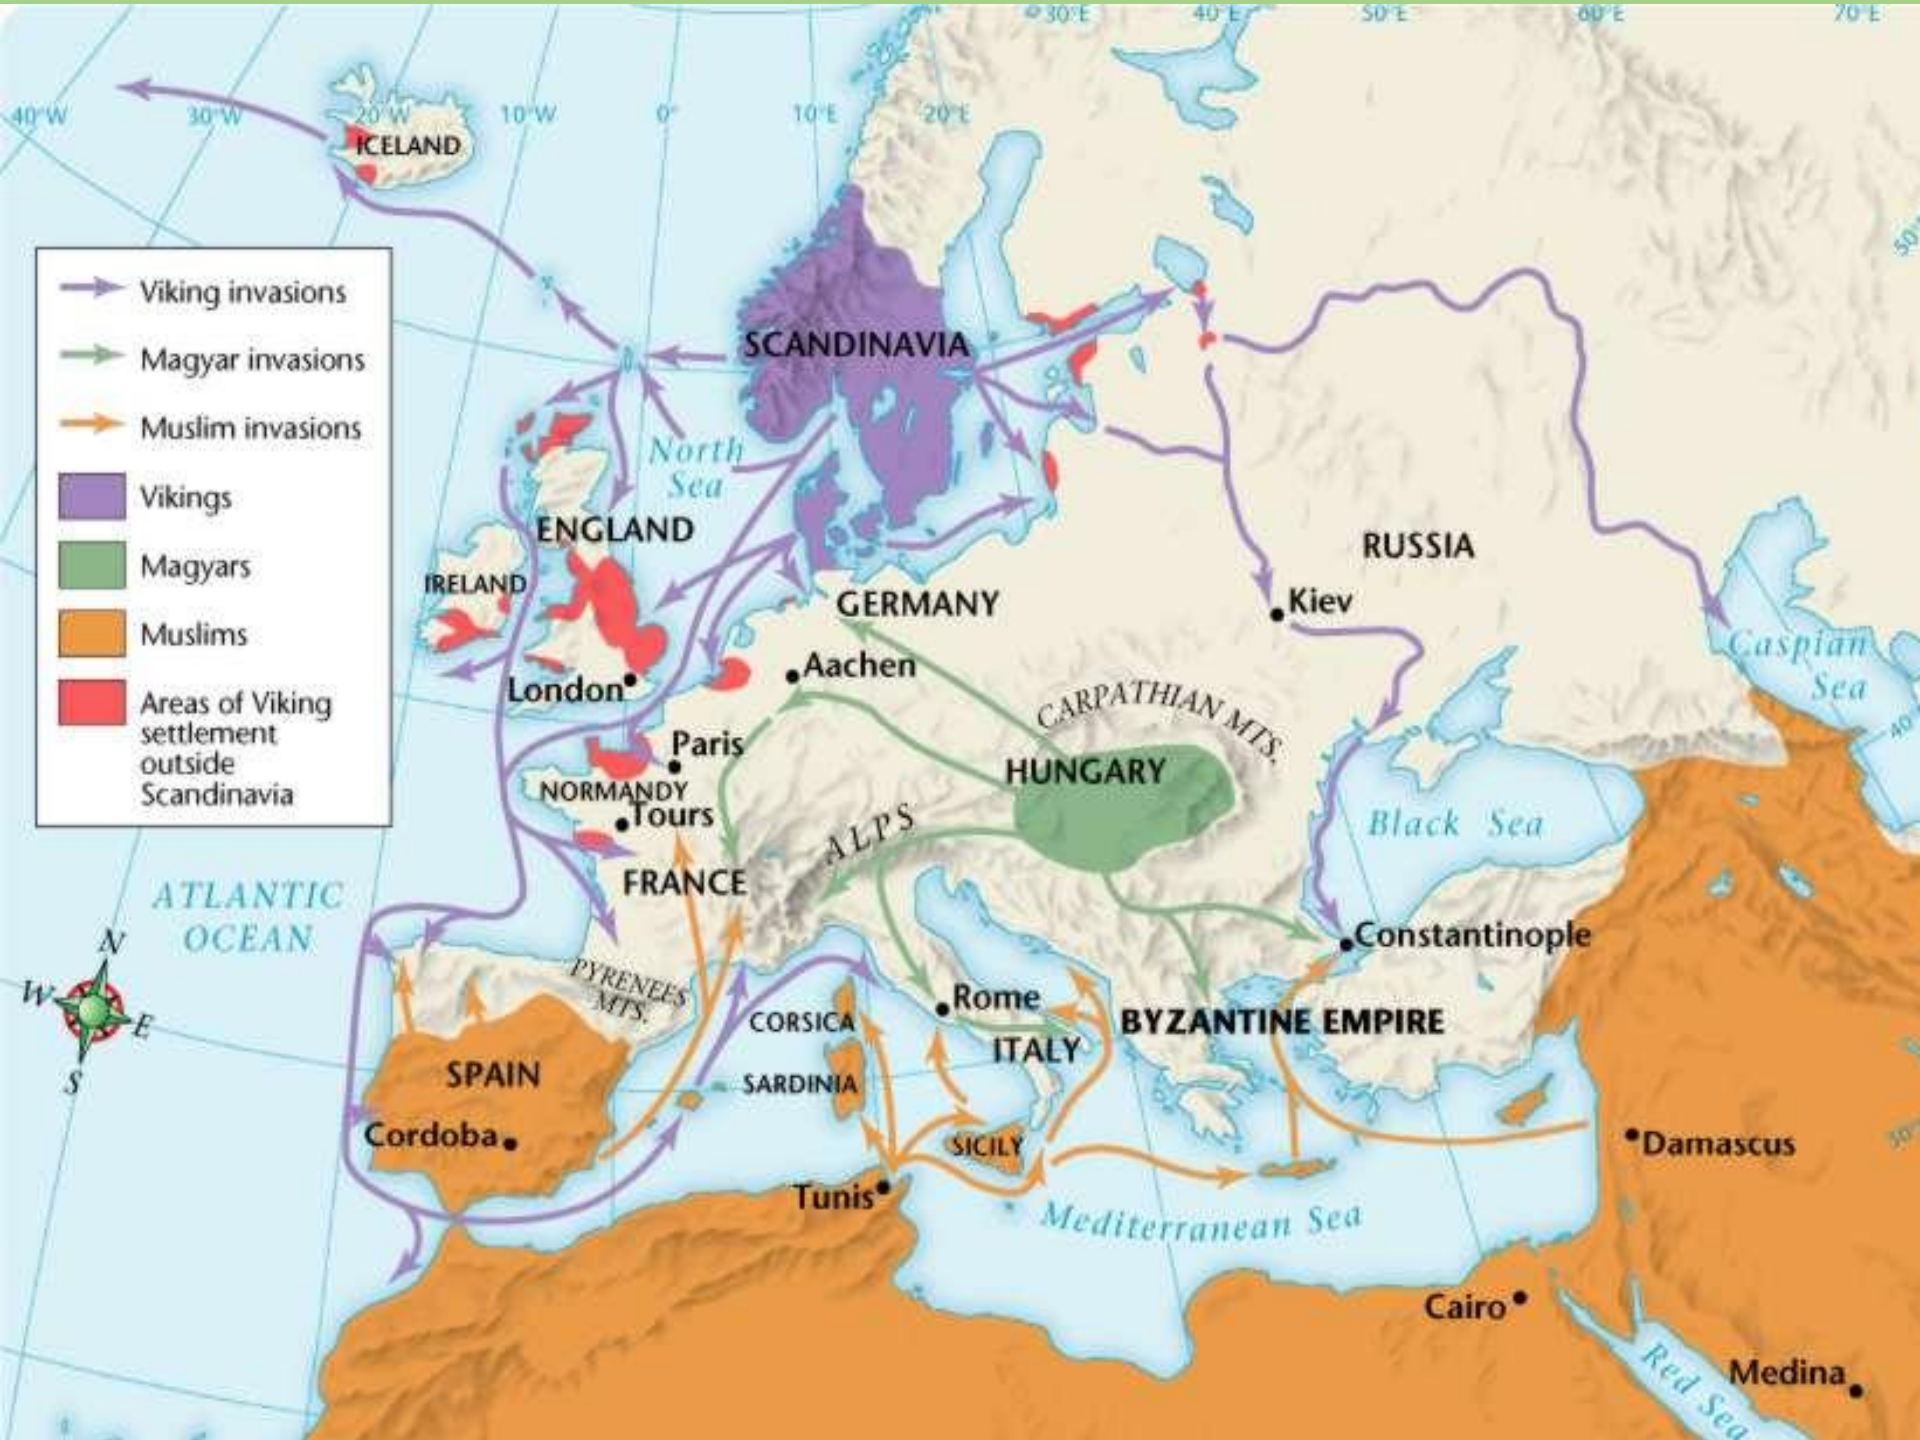 30°E
40°E
50°E
60°E
70°E
40°W
30°W
20°W
10°W
0°
10°E
20°E
ICELAND
50°
Viking invasions
Magyar invasions
Muslim invasions
Vikings
Magyars
Muslims
Areas of Viking
settlement
outside
Scandinavia
SCANDINAVIA
North
Sea
ENGLAND
IRELAND
RUSSIA
GERMANY
Kiev
Aachen
London
Caspian
Sea
CARPATHIAN MTS.
40°
Paris
HUNGARY
NORMANDY
Tours
ALPS
Black Sea
FRANCE
ATLANTIC
OCEAN
Constantinople
PYRENEES
MTS.
N
W
E
S
Rome
CORSICA
BYZANTINE EMPIRE
ITALY
SPAIN
SARDINIA
Cordoba
SICILY
Damascus
30°
Tunis
Mediterranean Sea
Cairo
Red Sea
Medina